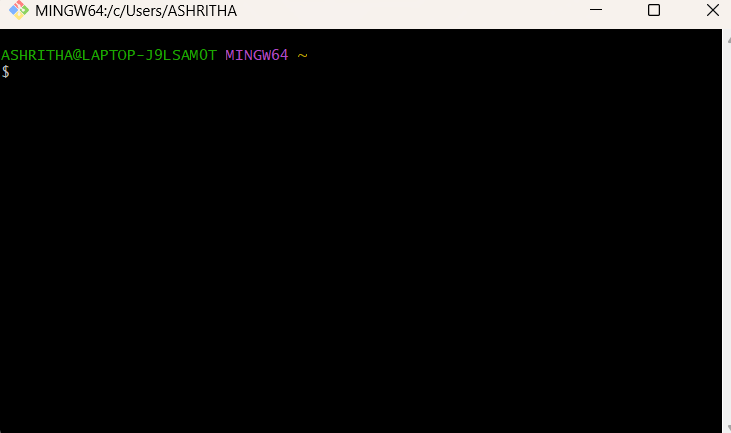 MINGW64:/c/Users/ASHRITHA
ASHRITHA@LAPTOP-J9LSAMOT MINGW64 ~
$